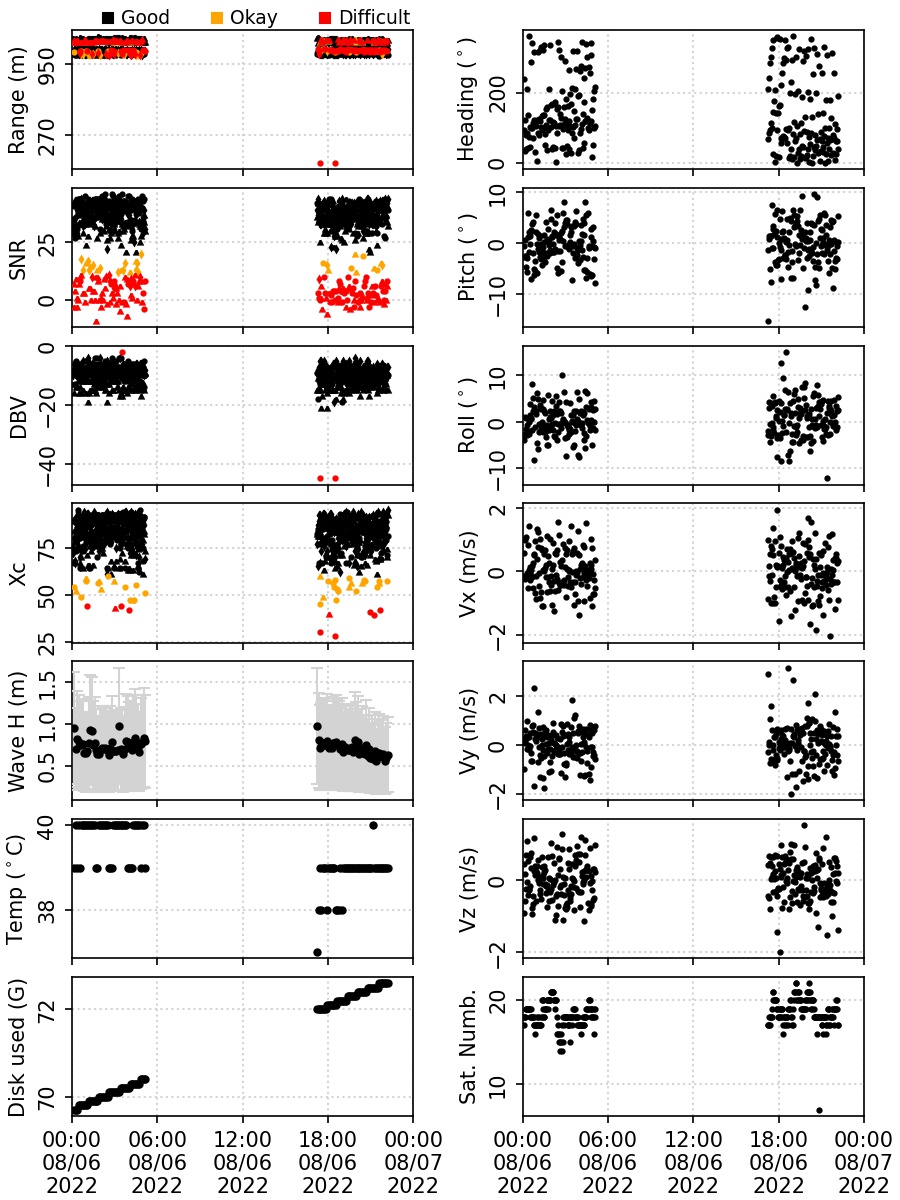 Good Okay Difficult
Range (m)
950
270
Heading (°)
200
0
SNR
25
0
Pitch (°)
10
0
−10
DBV
0
−20
−40
Roll (°)
10
0
−10
Xc
75
50
25
Vx (m/s)
2
0
−2
Wave H (m)
1.5
1.0
0.5
Vy (m/s)
2
0
−2
Temp (°C)
40
38
Vz (m/s)
0
−2
Disk used (G)
72
70
Sat. Numb.
20
10
00:00 06:00 12:00 18:00 00:00
08/06 08/06 08/06 08/06 08/07
2022 2022 2022 2022 2022
00:00 06:00 12:00 18:00 00:00
08/06 08/06 08/06 08/06 08/07
2022 2022 2022 2022 2022